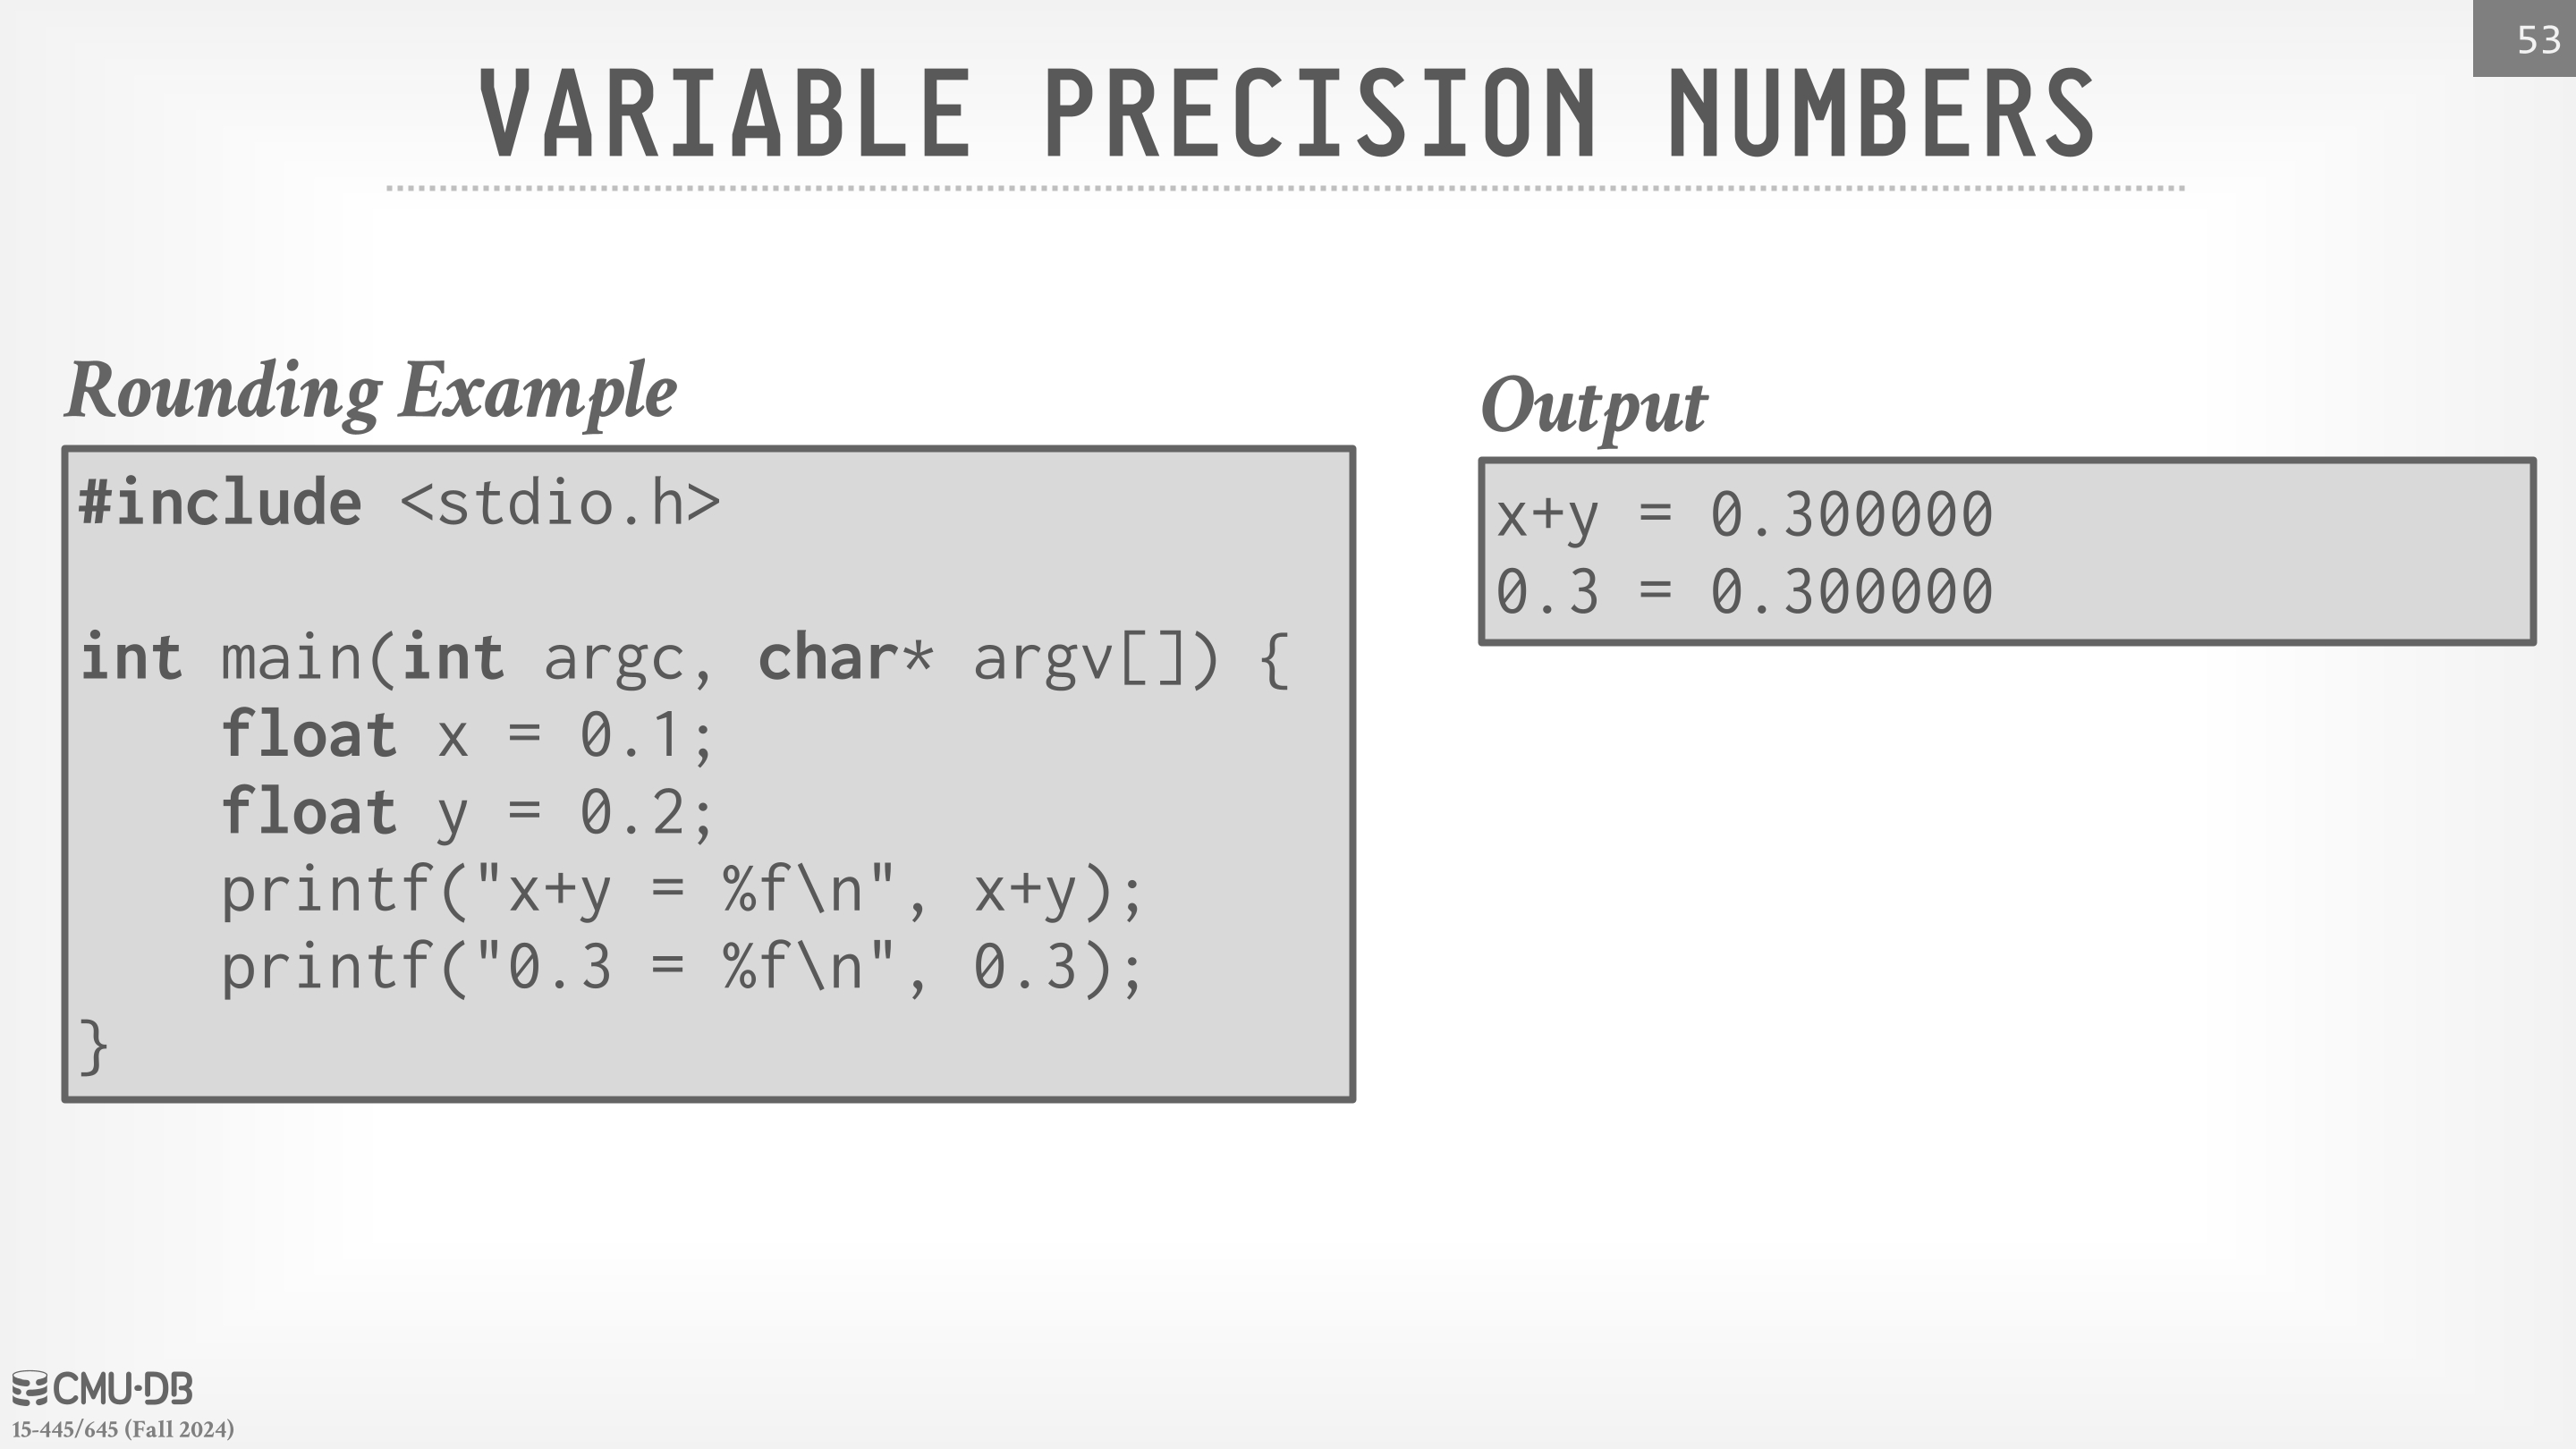 53
VARIABLE PRECISION NUMBERS
Rounding Example
#include <stdio.h>
int main(int argc, char* argv[]) {
    float x = 0.1;
    float y = 0.2;
    printf("x+y = %f\n", x+y);
    printf("0.3 = %f\n", 0.3);
}
Output
x+y = 0.300000
0.3 = 0.300000
CMU·DB
15-445/645 (Fall 2024)